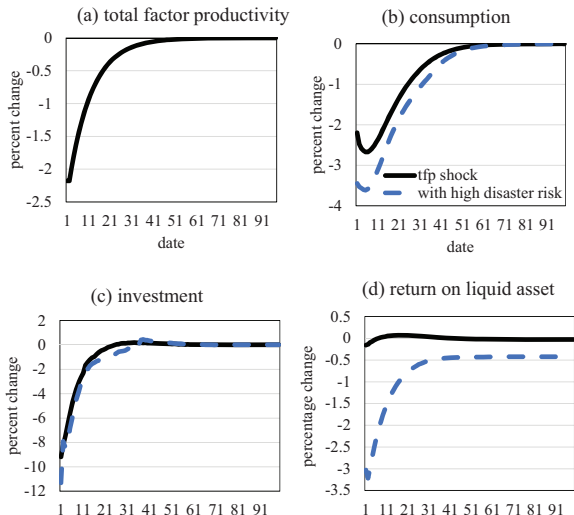 (a) total factor productivity
0
-0.5
-1
-1.5
-2
-2.5
percent change
1 11 21 31 41 51 61 71 81 91
date
(b) consumption
0
-1
-2
-3
-4
percent change
tfp shock
with high disaster risk
1 11 21 31 41 51 61 71 81 91
date
(c) investment
2
0
-2
-4
-6
-8
-10
-12
percent change
1 11 21 31 41 51 61 71 81 91
(d) return on liquid asset
0.5
0
-0.5
-1
-1.5
-2
-2.5
-3
-3.5
percentage change
1 11 21 31 41 51 61 71 81 91